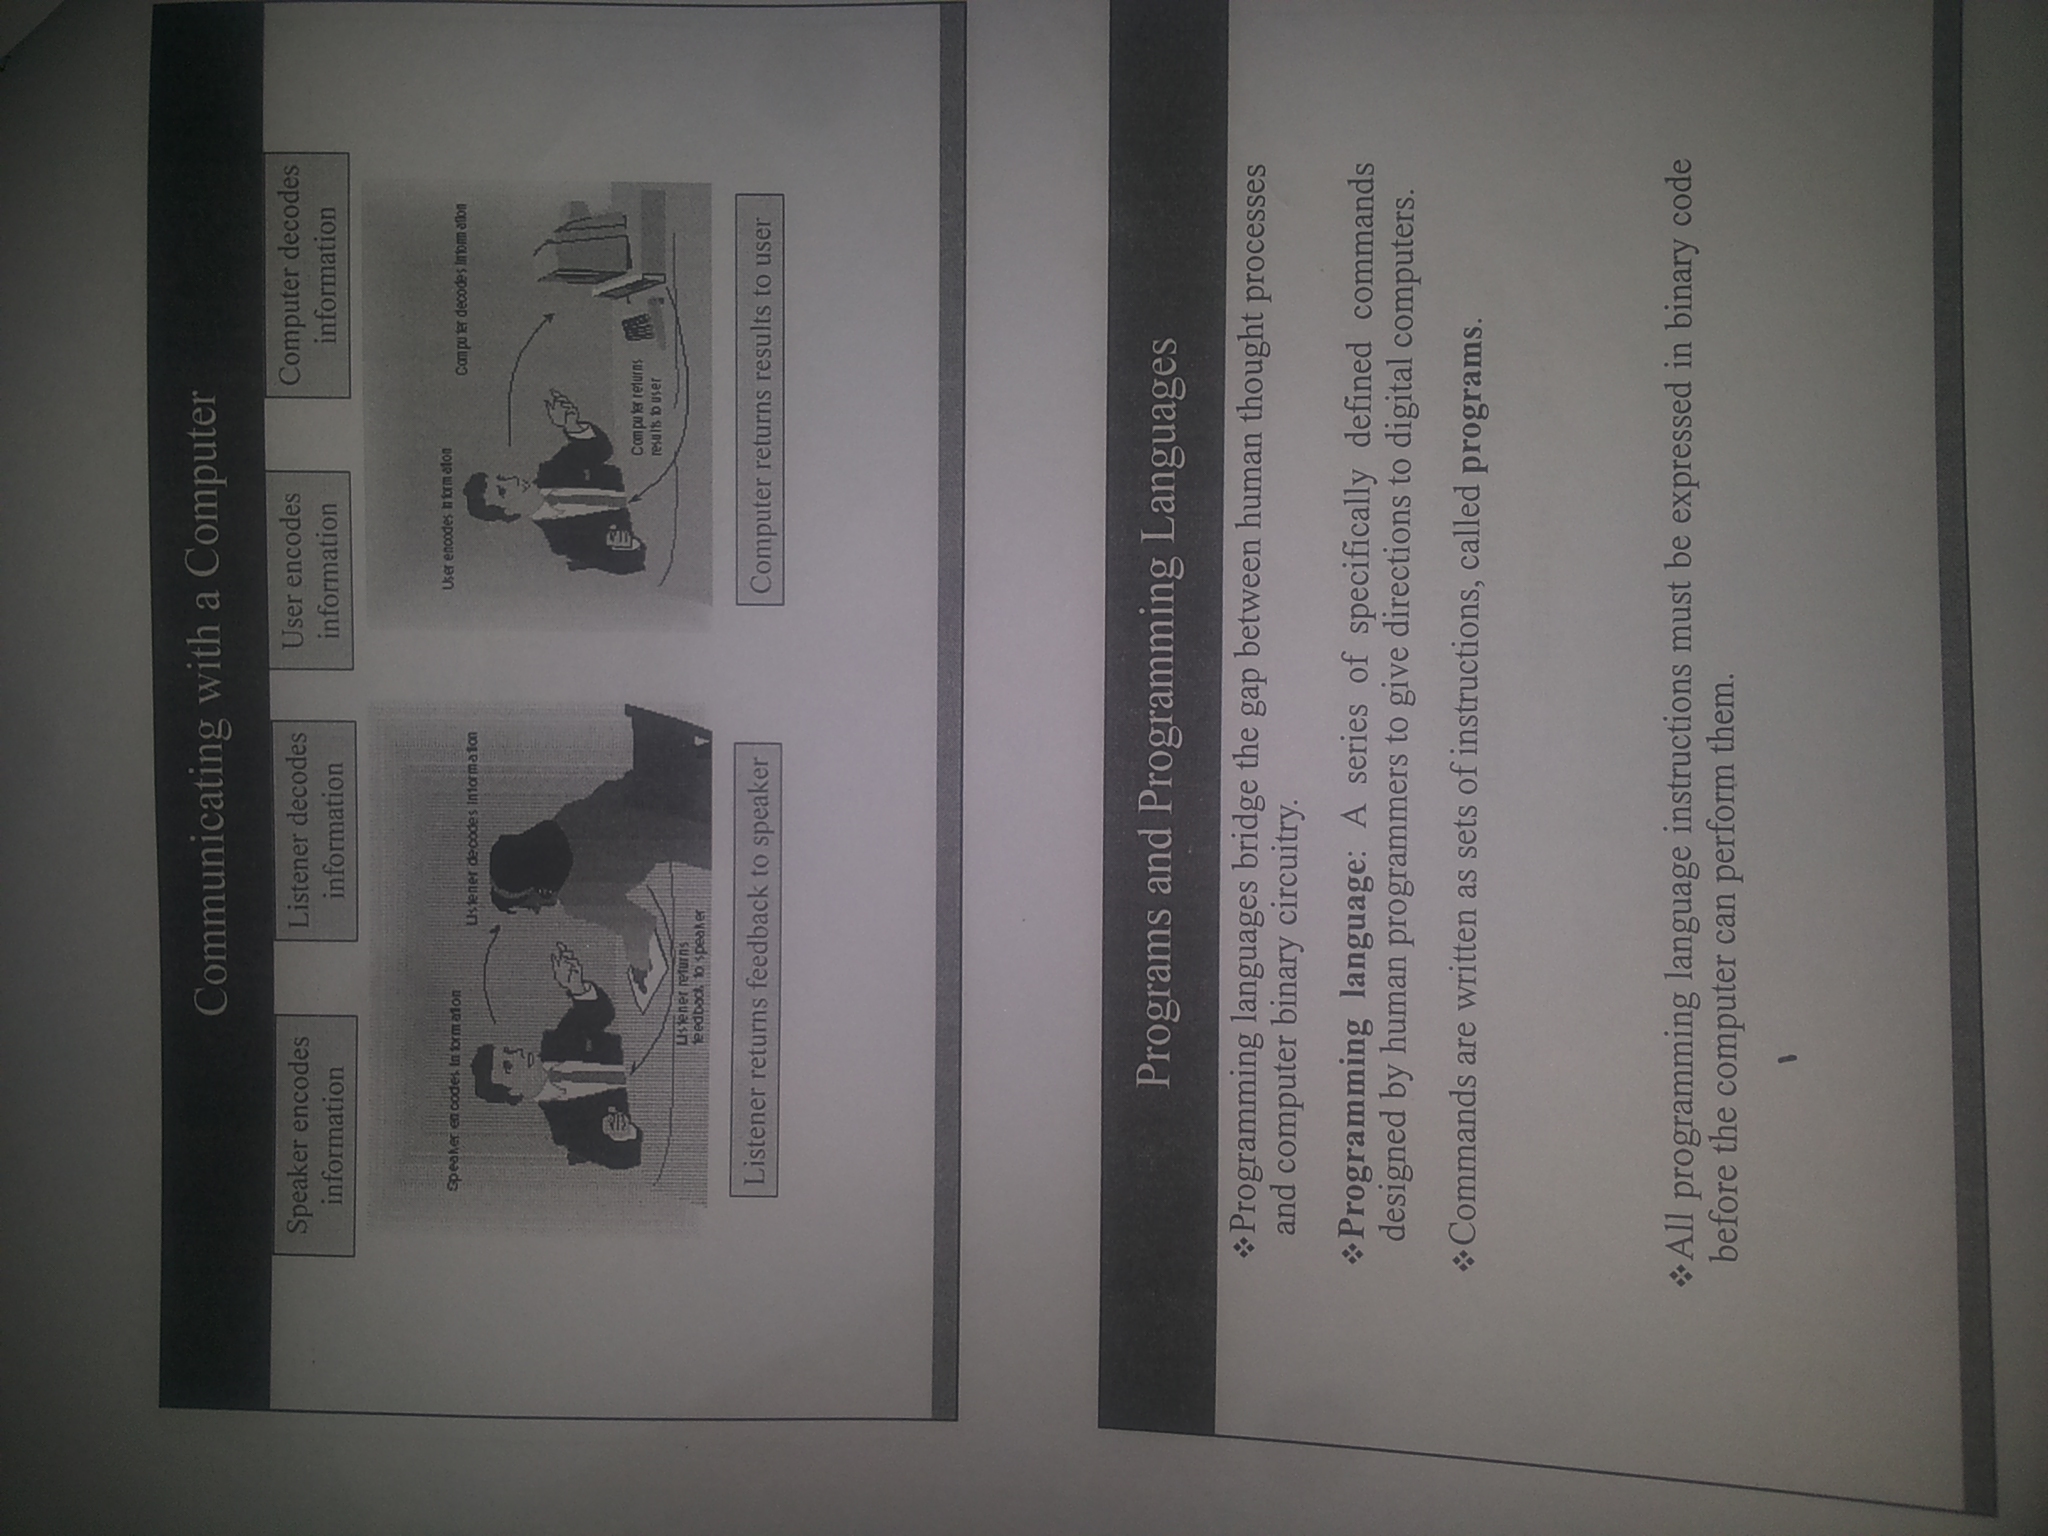 Communicating with a Computer
Speaker encodes
information
Listener decodes
information
User encodes
information
Computer decodes
information
Speaker encodes information
Listener decodes information
Listener returns
feedback to speaker
User encodes information
Computer decodes information
Computer returns
results to user
Listener returns feedback to speaker
Computer returns results to user
Programs and Programming Languages
❖Programming languages bridge the gap between human thought processes
and computer binary circuitry.
❖Programming language: A series of specifically defined commands
designed by human programmers to give directions to digital computers.
❖Commands are written as sets of instructions, called programs.
❖All programming language instructions must be expressed in binary code
before the computer can perform them.